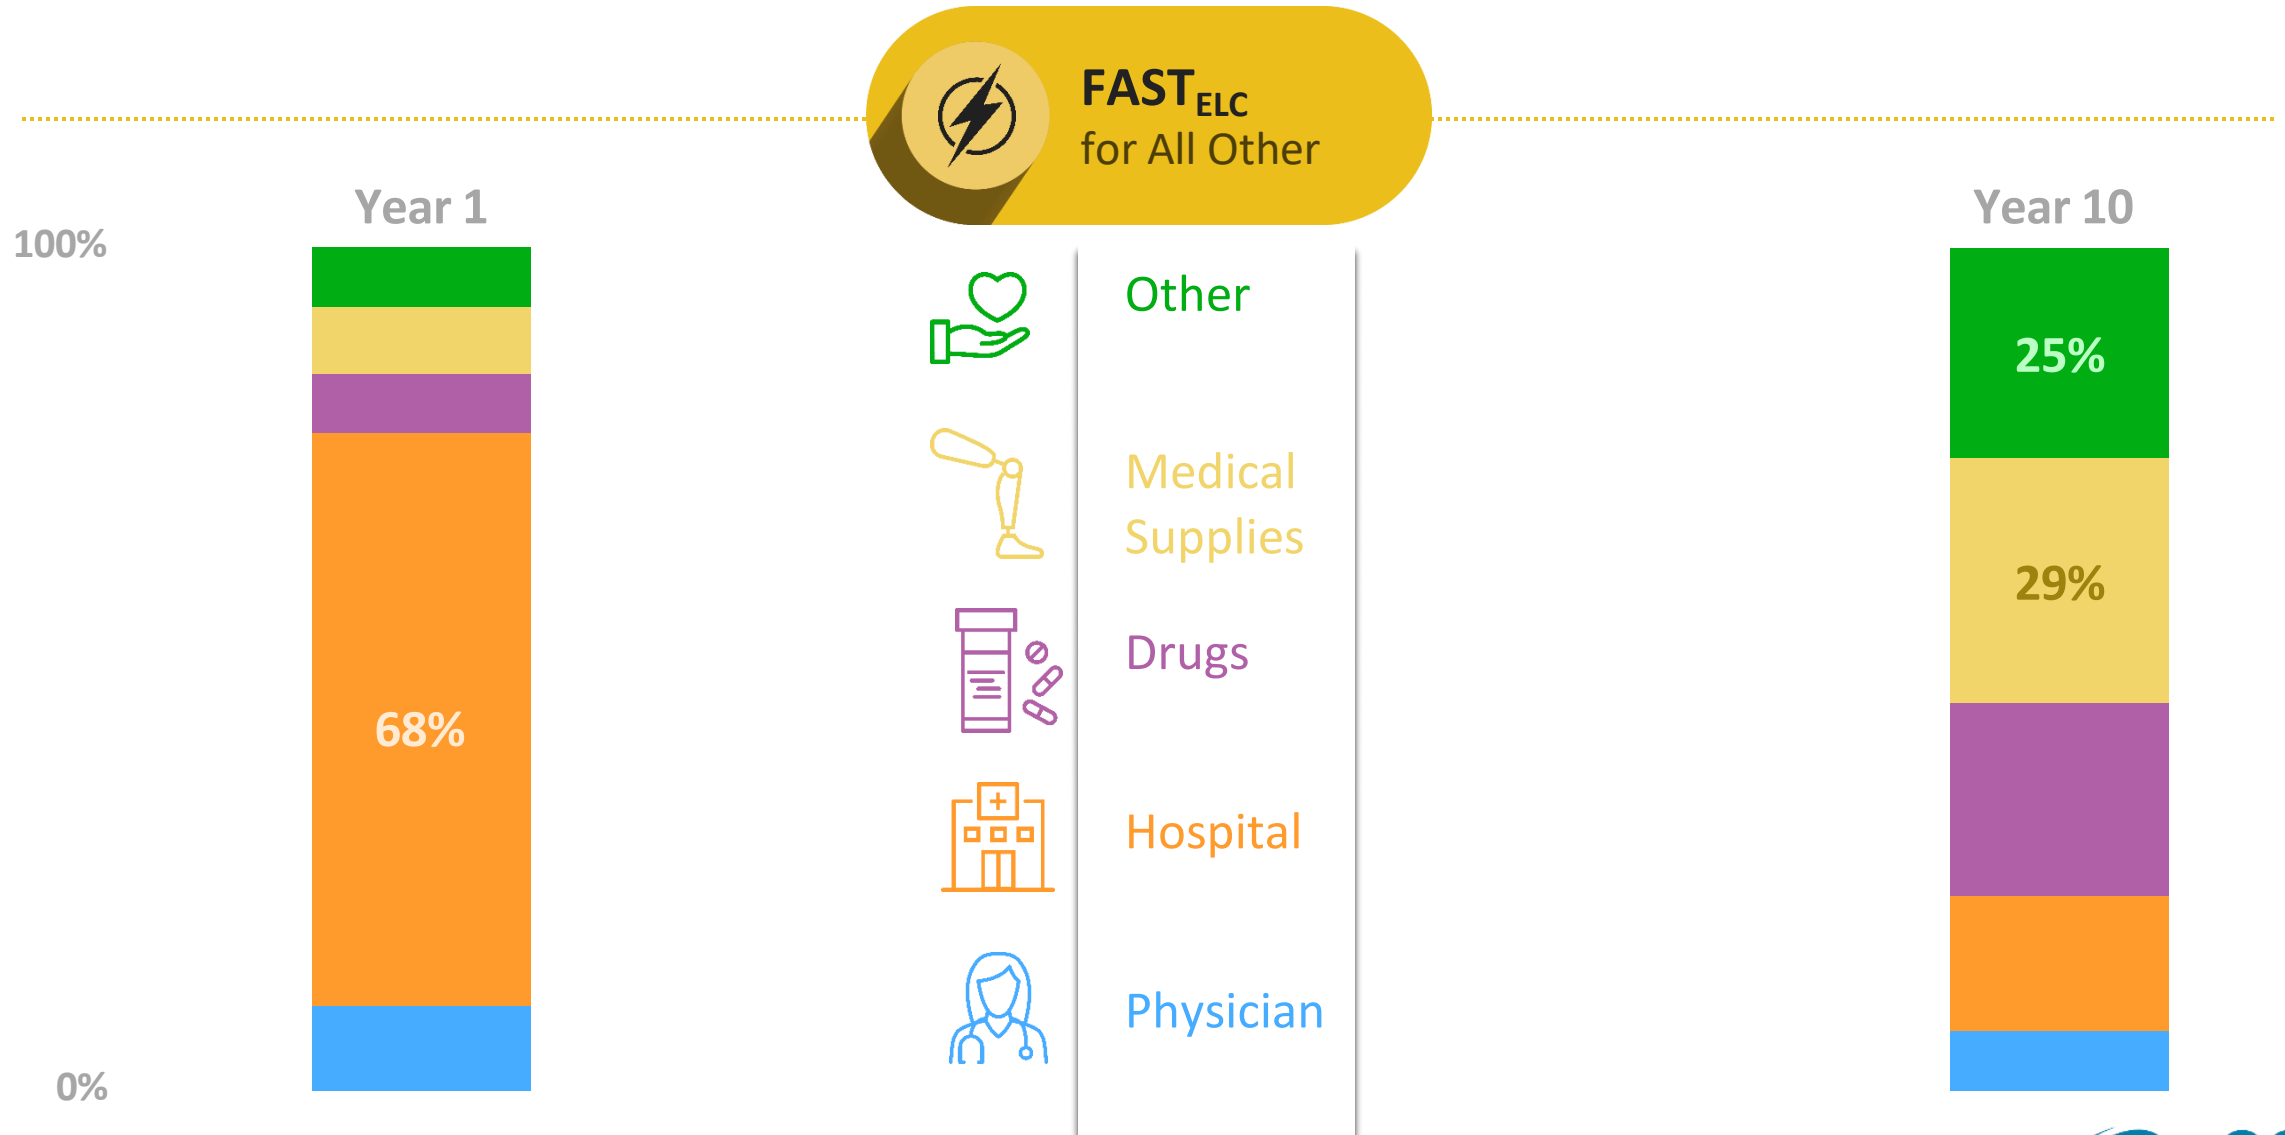 FAST ELC
for All Other
Year 1
Year 10
100%
Other
25%
Medical
Supplies
29%
Drugs
68%
Hospital
Physician
0%